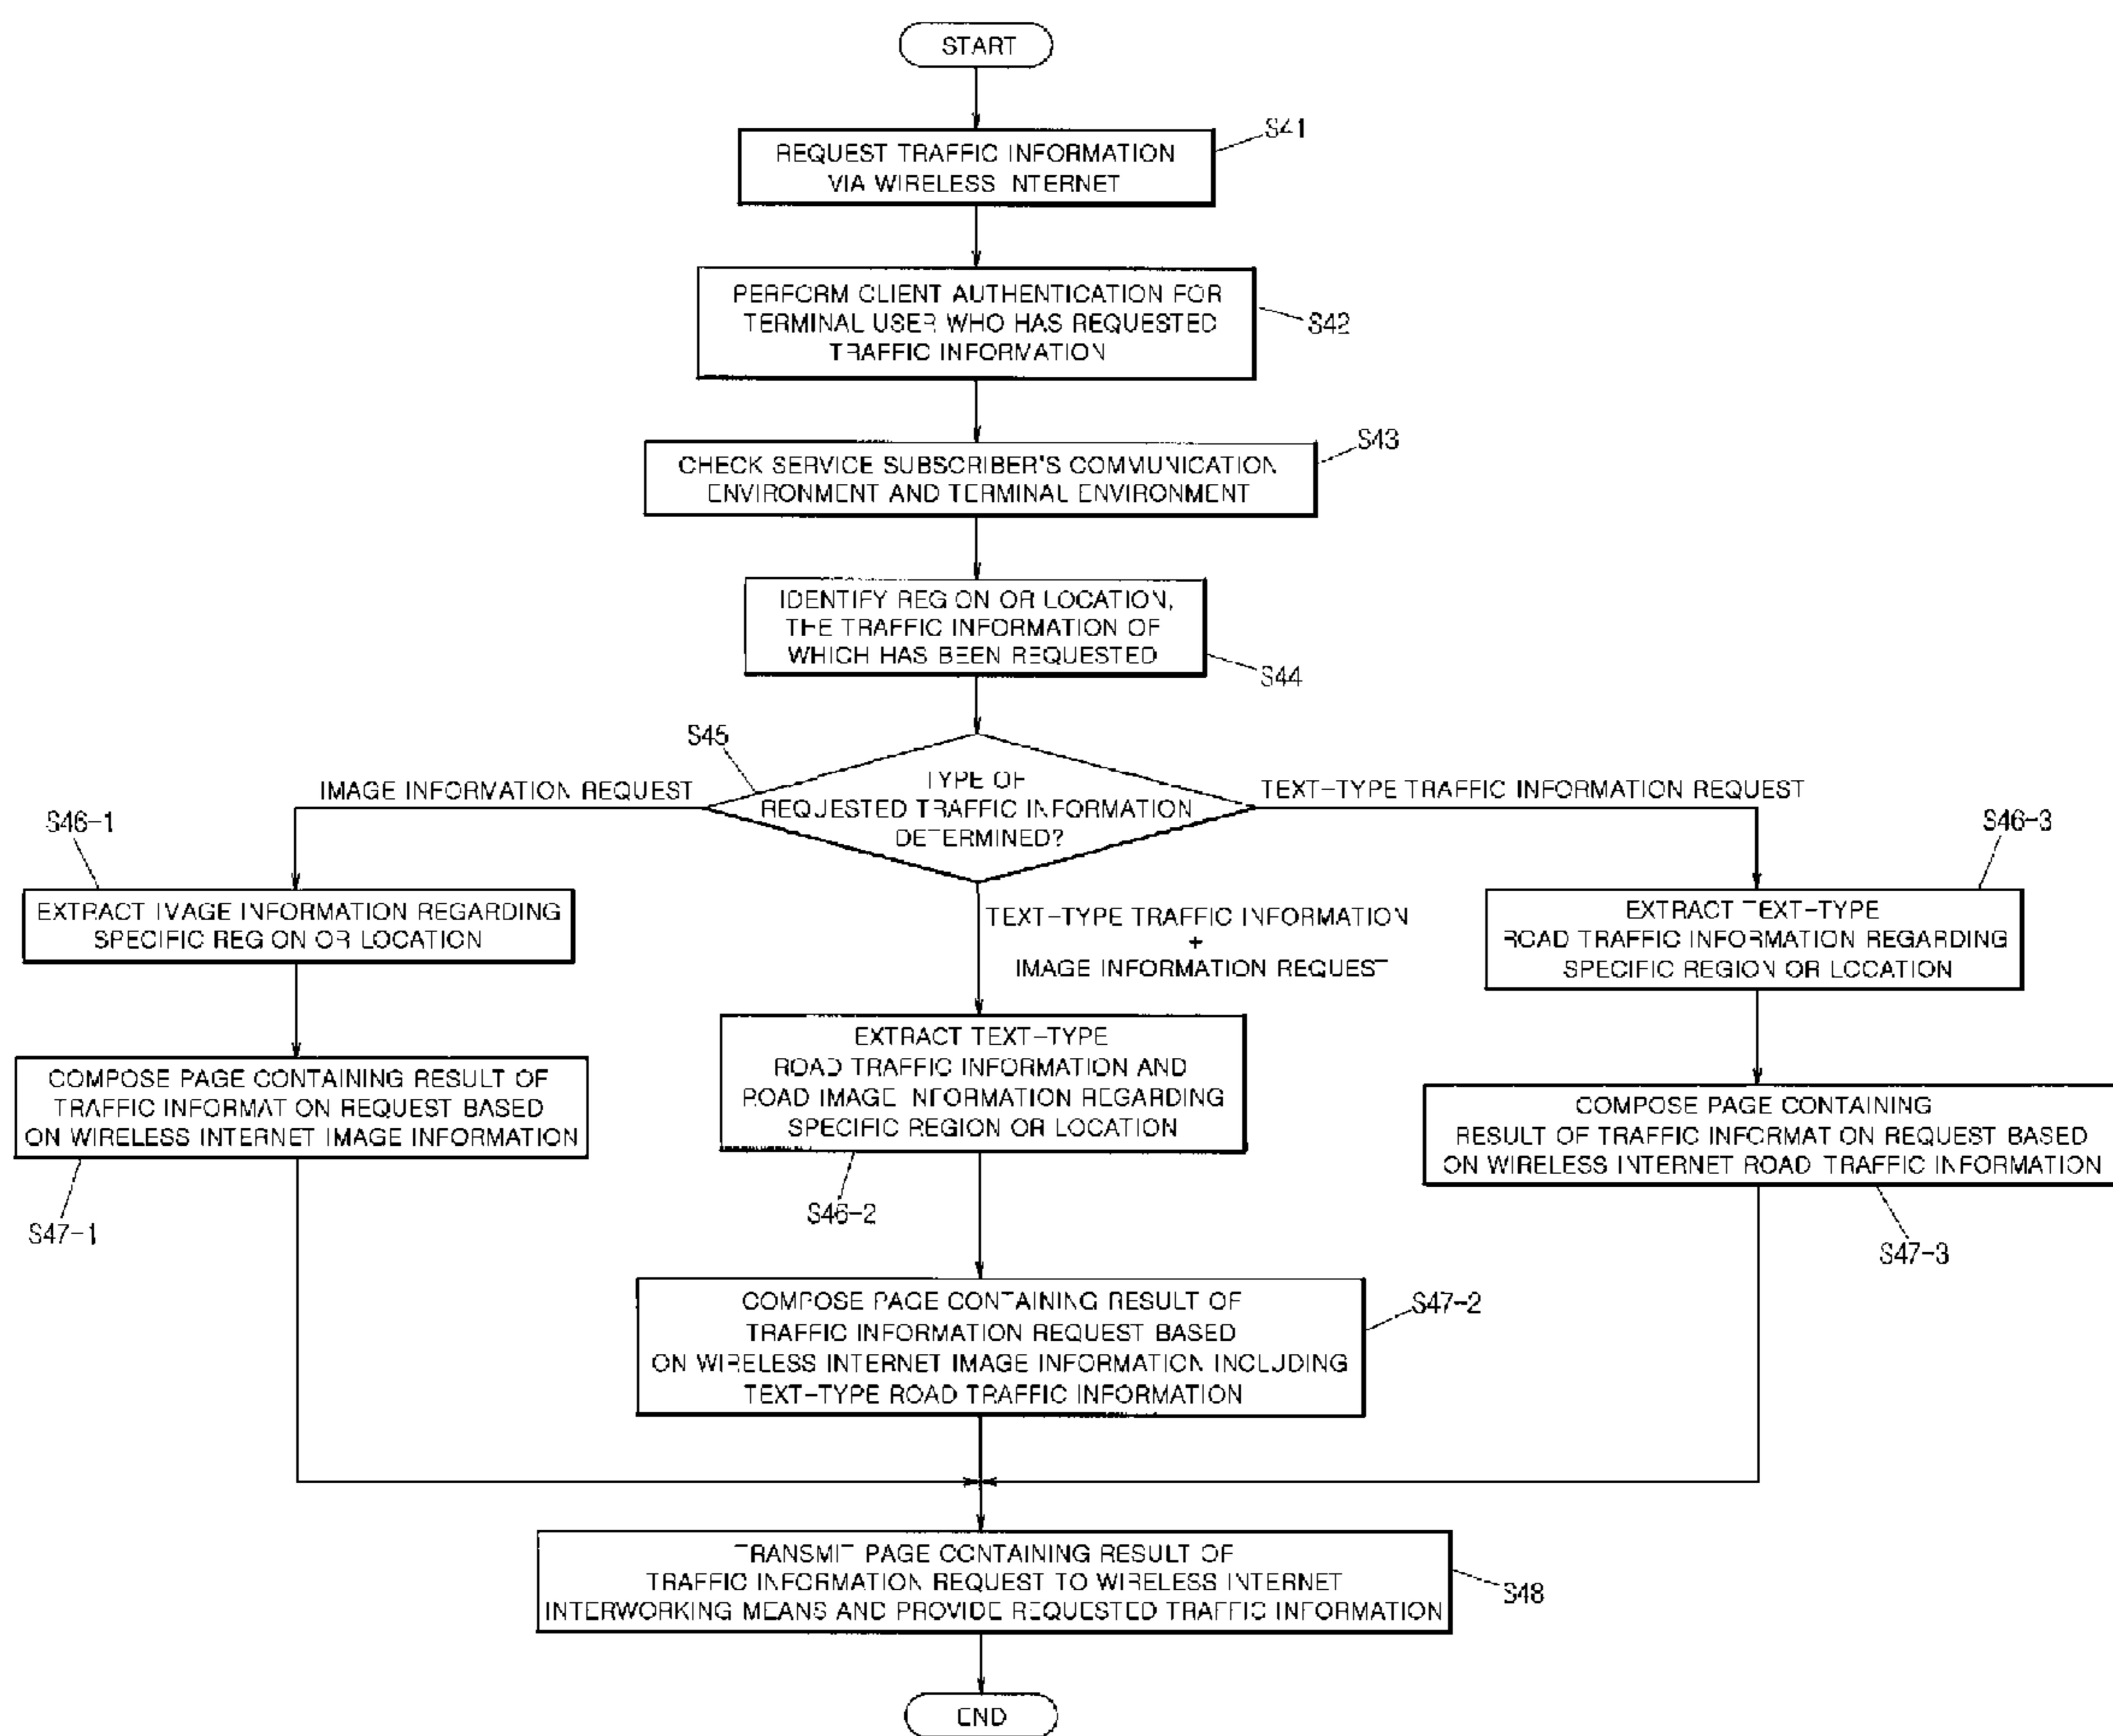 START
S41
REQUEST TRAFFIC INFORMATION
VIA WIRELESS INTERNET
PERFORM CLIENT AUTHENTICATION FOR
TERMINAL USER WHO HAS REQUESTED
TRAFFIC INFORMATION
S42
S43
CHECK SERVICE SUBSCRIBER'S COMMUNICATION
ENVIRONMENT AND TERMINAL ENVIRONMENT
IDENTIFY REGION OR LOCATION,
THE TRAFFIC INFORMATION OF
WHICH HAS BEEN REQUESTED
S44
S45
TYPE OF
REQUESTED TRAFFIC INFORMATION
DETERMINED?
IMAGE INFORMATION REQUEST
TEXT-TYPE TRAFFIC INFORMATION REQUEST
TEXT-TYPE TRAFFIC INFORMATION
+
IMAGE INFORMATION REQUEST
S46-1
EXTRACT IMAGE INFORMATION REGARDING
SPECIFIC REGION OR LOCATION
COMPOSE PAGE CONTAINING RESULT OF
TRAFFIC INFORMATION REQUEST BASED
ON WIRELESS INTERNET IMAGE INFORMATION
S47-1
EXTRACT TEXT-TYPE
ROAD TRAFFIC INFORMATION AND
ROAD IMAGE INFORMATION REGARDING
SPECIFIC REGION OR LOCATION
S46-2
COMPOSE PAGE CONTAINING RESULT OF
TRAFFIC INFORMATION REQUEST BASED
ON WIRELESS INTERNET IMAGE INFORMATION INCLUDING
TEXT-TYPE ROAD TRAFFIC INFORMATION
S47-2
S46-3
EXTRACT TEXT-TYPE
ROAD TRAFFIC INFORMATION REGARDING
SPECIFIC REGION OR LOCATION
COMPOSE PAGE CONTAINING
RESULT OF TRAFFIC INFORMATION REQUEST BASED
ON WIRELESS INTERNET ROAD TRAFFIC INFORMATION
S47-3
TRANSMIT PAGE CONTAINING RESULT OF
TRAFFIC INFORMATION REQUEST TO WIRELESS INTERNET
INTERWORKING MEANS AND PROVIDE REQUESTED TRAFFIC INFORMATION
S48
END